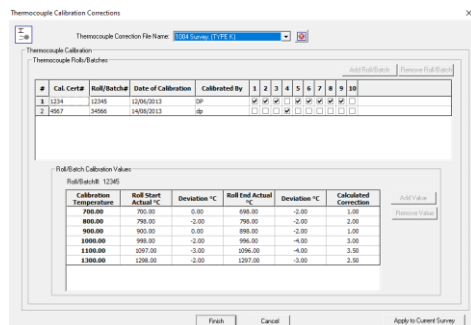 Thermocouple Calibration Corrections
Thermocouple Correction File Name: 1004 Survey (TYPE K)
Thermocouple Calibration
Thermocouple Rolls/Batches
Add Roll/Batch Remove Roll/Batch
# Cal. Cert# Roll/Batch# Date of Calibration Calibrated By 1 2 3 4 5 6 7 8 9 10
1 1234 12345 12/06/2013 DP
2 4567 34566 14/08/2013 dp
Roll/Batch Calibration Values
Roll/Batch#: 12345
Calibration Temperature Roll Start Actual °C Deviation °C Roll End Actual °C Deviation °C Calculated Correction
700.00 700.00 0.00 698.00 -2.00 1.00
800.00 798.00 -2.00 798.00 -2.00 2.00
900.00 900.00 0.00 898.00 -2.00 1.00
1000.00 998.00 -2.00 996.00 -4.00 3.00
1100.00 1097.00 -3.00 1096.00 -4.00 3.50
1300.00 1298.00 -2.00 1297.00 -3.00 2.50
Add Value
Remove Value
Finish Cancel Apply to Current Survey